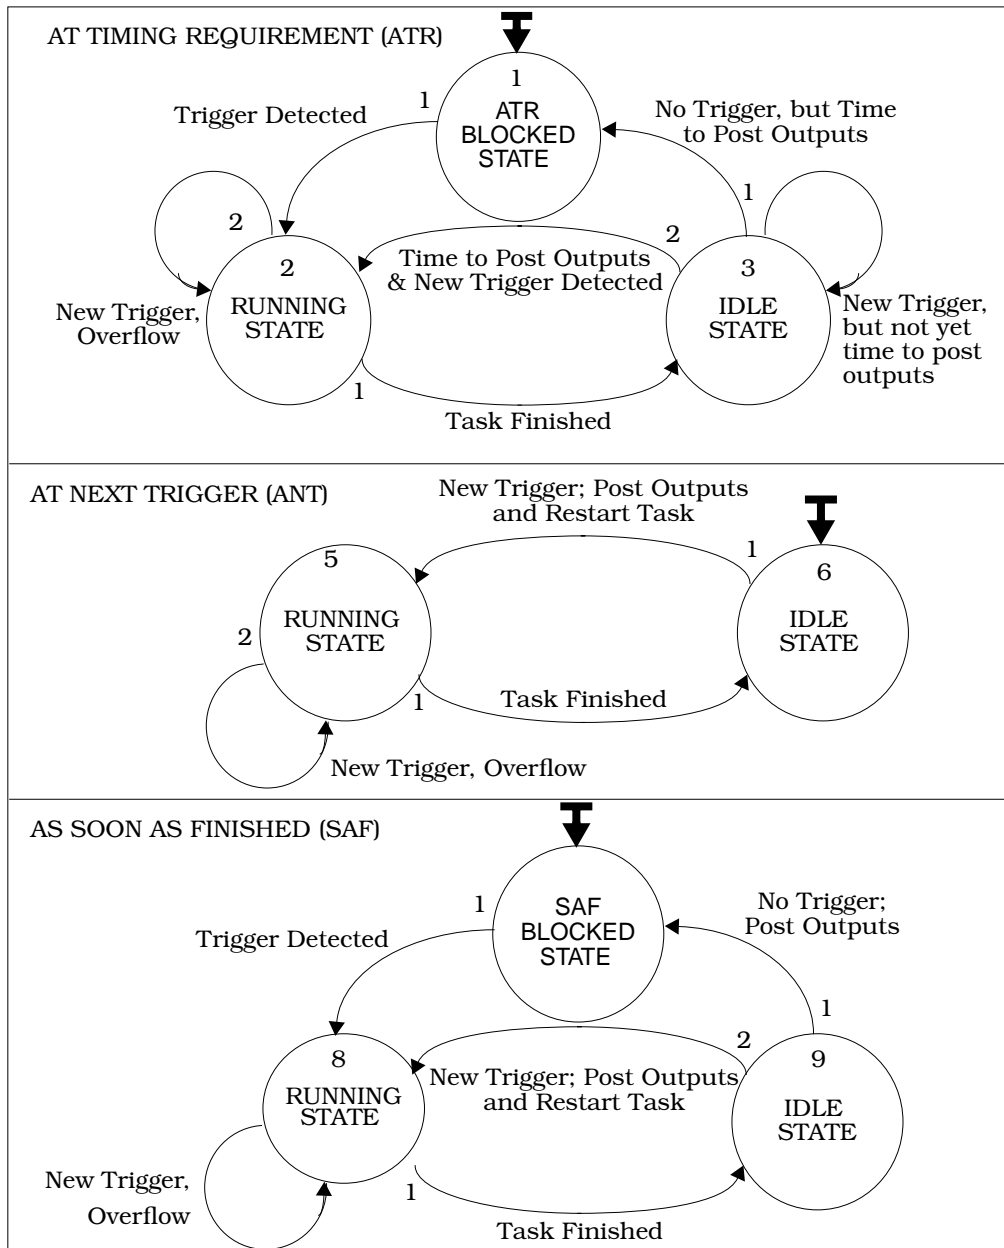 AT TIMING REQUIREMENT (ATR)
1
ATR
BLOCKED
STATE
1
Trigger Detected
No Trigger, but Time
to Post Outputs
1
2
2
Time to Post Outputs
& New Trigger Detected
2
RUNNING
STATE
3
IDLE
STATE
New Trigger,
Overflow
New Trigger,
but not yet
time to post
outputs
1
Task Finished
AT NEXT TRIGGER (ANT)
New Trigger; Post Outputs
and Restart Task
1
5
RUNNING
STATE
6
IDLE
STATE
2
1
Task Finished
New Trigger, Overflow
AS SOON AS FINISHED (SAF)
SAF
BLOCKED
STATE
1
Trigger Detected
No Trigger;
Post Outputs
1
2
8
RUNNING
STATE
New Trigger; Post Outputs
and Restart Task
9
IDLE
STATE
New Trigger,
Overflow
1
Task Finished